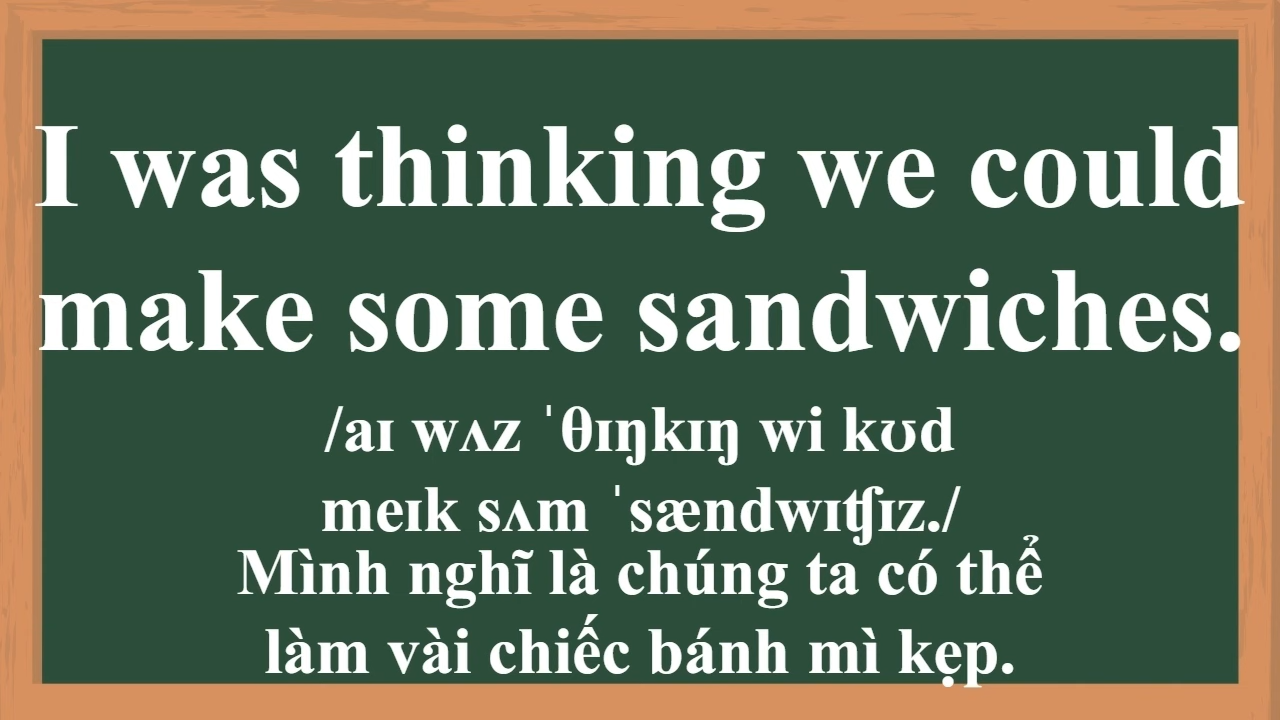 I was thinking we could
make some sandwiches.
/aɪ wʌz ˈθɪŋkɪŋ wi kʊd
meɪk sʌm ˈsændwɪʧɪz./
Mình nghĩ là chúng ta có thể
làm vài chiếc bánh mì kẹp.